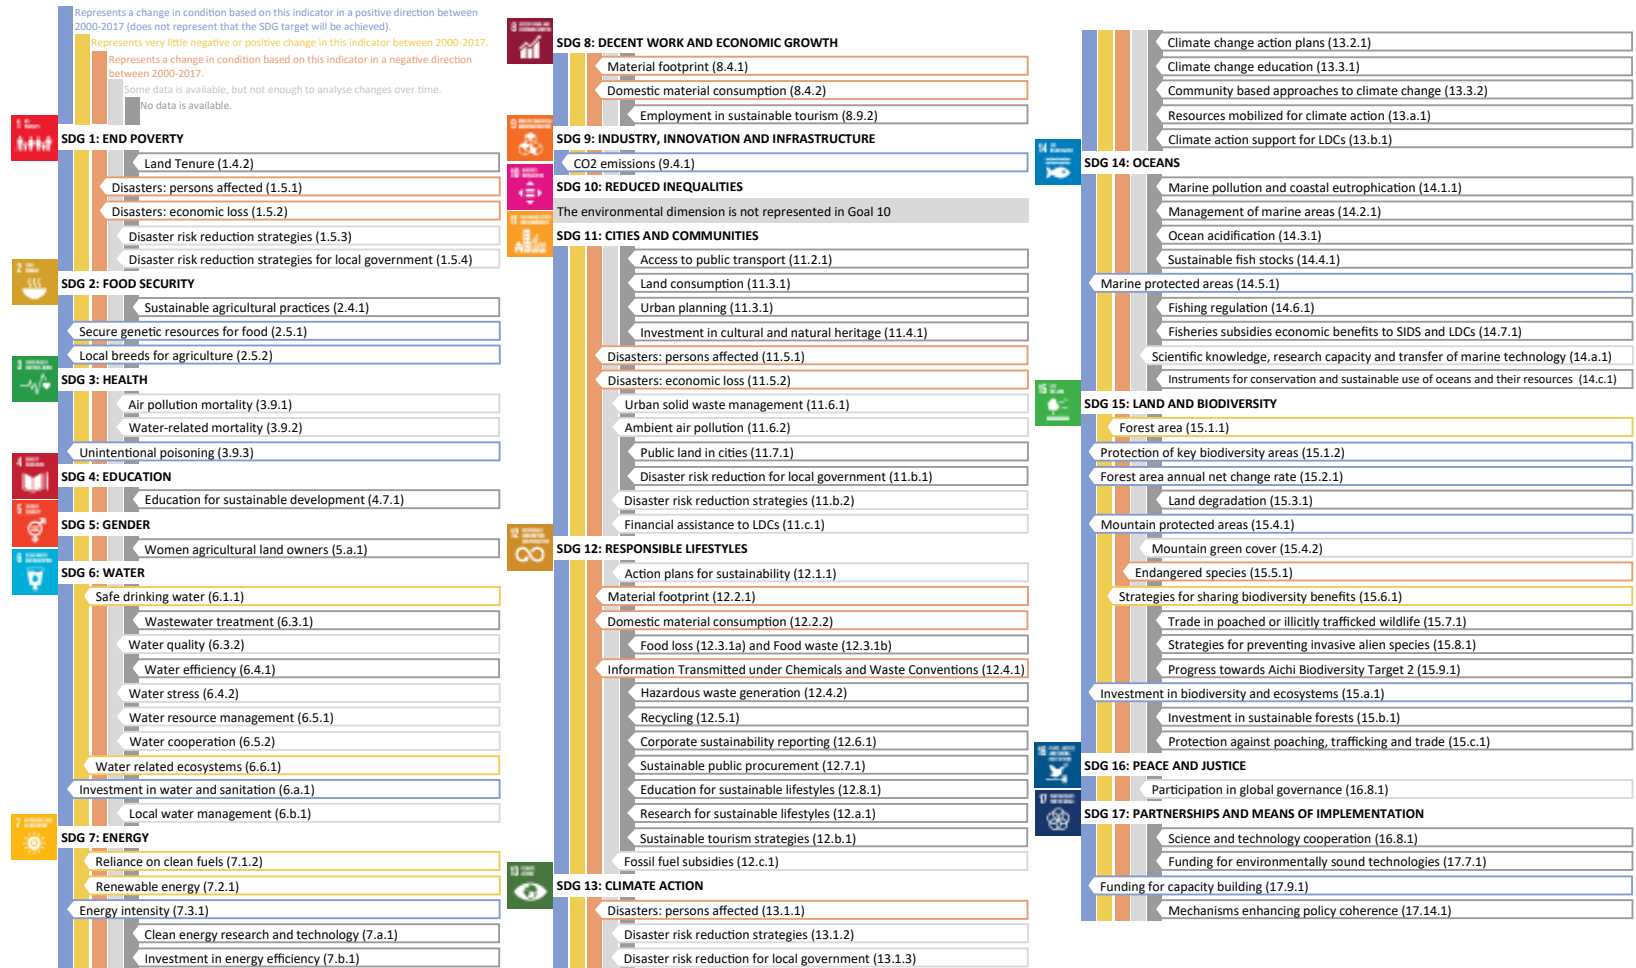 Represents a change in condition based on this indicator in a positive direction between
2000-2017 (does not represent that the SDG target will be achieved).
Represents very little negative or positive change in this indicator between 2000-2017.
Represents a change in condition based on this indicator in a negative direction
between 2000-2017.
Some data is available, but not enough to analyse changes over time.
No data is available.
1
SDG 1: END POVERTY
Land Tenure (1.4.2)
Disasters: persons affected (1.5.1)
Disasters: economic loss (1.5.2)
Disaster risk reduction strategies (1.5.3)
Disaster risk reduction strategies for local government (1.5.4)
2
SDG 2: FOOD SECURITY
Sustainable agricultural practices (2.4.1)
Secure genetic resources for food (2.5.1)
Local breeds for agriculture (2.5.2)
3
SDG 3: HEALTH
Air pollution mortality (3.9.1)
Water-related mortality (3.9.2)
Unintentional poisoning (3.9.3)
4
SDG 4: EDUCATION
Education for sustainable development (4.7.1)
5
SDG 5: GENDER
Women agricultural land owners (5.a.1)
6
SDG 6: WATER
Safe drinking water (6.1.1)
Wastewater treatment (6.3.1)
Water quality (6.3.2)
Water efficiency (6.4.1)
Water stress (6.4.2)
Water resource management (6.5.1)
Water cooperation (6.5.2)
Water related ecosystems (6.6.1)
Investment in water and sanitation (6.a.1)
Local water management (6.b.1)
7
SDG 7: ENERGY
Reliance on clean fuels (7.1.2)
Renewable energy (7.2.1)
Energy intensity (7.3.1)
Clean energy research and technology (7.a.1)
Investment in energy efficiency (7.b.1)
8
SDG 8: DECENT WORK AND ECONOMIC GROWTH
Material footprint (8.4.1)
Domestic material consumption (8.4.2)
Employment in sustainable tourism (8.9.2)
9
SDG 9: INDUSTRY, INNOVATION AND INFRASTRUCTURE
CO2 emissions (9.4.1)
10
SDG 10: REDUCED INEQUALITIES
The environmental dimension is not represented in Goal 10
11
SDG 11: CITIES AND COMMUNITIES
Access to public transport (11.2.1)
Land consumption (11.3.1)
Urban planning (11.3.1)
Investment in cultural and natural heritage (11.4.1)
Disasters: persons affected (11.5.1)
Disasters: economic loss (11.5.2)
Urban solid waste management (11.6.1)
Ambient air pollution (11.6.2)
Public land in cities (11.7.1)
Disaster risk reduction for local government (11.b.1)
Disaster risk reduction strategies (11.b.2)
Financial assistance to LDCs (11.c.1)
12
SDG 12: RESPONSIBLE LIFESTYLES
Action plans for sustainability (12.1.1)
Material footprint (12.2.1)
Domestic material consumption (12.2.2)
Food loss (12.3.1a) and Food waste (12.3.1b)
Information Transmitted under Chemicals and Waste Conventions (12.4.1)
Hazardous waste generation (12.4.2)
Recycling (12.5.1)
Corporate sustainability reporting (12.6.1)
Sustainable public procurement (12.7.1)
Education for sustainable lifestyles (12.8.1)
Research for sustainable lifestyles (12.a.1)
Sustainable tourism strategies (12.b.1)
Fossil fuel subsidies (12.c.1)
13
SDG 13: CLIMATE ACTION
Disasters: persons affected (13.1.1)
Disaster risk reduction strategies (13.1.2)
Disaster risk reduction for local government (13.1.3)
Climate change action plans (13.2.1)
Climate change education (13.3.1)
Community based approaches to climate change (13.3.2)
Resources mobilized for climate action (13.a.1)
Climate action support for LDCs (13.b.1)
14
SDG 14: OCEANS
Marine pollution and coastal eutrophication (14.1.1)
Management of marine areas (14.2.1)
Ocean acidification (14.3.1)
Sustainable fish stocks (14.4.1)
Marine protected areas (14.5.1)
Fishing regulation (14.6.1)
Fisheries subsidies economic benefits to SIDS and LDCs (14.7.1)
Scientific knowledge, research capacity and transfer of marine technology (14.a.1)
Instruments for conservation and sustainable use of oceans and their resources (14.c.1)
15
SDG 15: LAND AND BIODIVERSITY
Forest area (15.1.1)
Protection of key biodiversity areas (15.1.2)
Forest area annual net change rate (15.2.1)
Land degradation (15.3.1)
Mountain protected areas (15.4.1)
Mountain green cover (15.4.2)
Endangered species (15.5.1)
Strategies for sharing biodiversity benefits (15.6.1)
Trade in poached or illicitly trafficked wildlife (15.7.1)
Strategies for preventing invasive alien species (15.8.1)
Progress towards Aichi Biodiversity Target 2 (15.9.1)
Investment in biodiversity and ecosystems (15.a.1)
Investment in sustainable forests (15.b.1)
Protection against poaching, trafficking and trade (15.c.1)
16
SDG 16: PEACE AND JUSTICE
Participation in global governance (16.8.1)
17
SDG 17: PARTNERSHIPS AND MEANS OF IMPLEMENTATION
Science and technology cooperation (16.8.1)
Funding for environmentally sound technologies (17.7.1)
Funding for capacity building (17.9.1)
Mechanisms enhancing policy coherence (17.14.1)